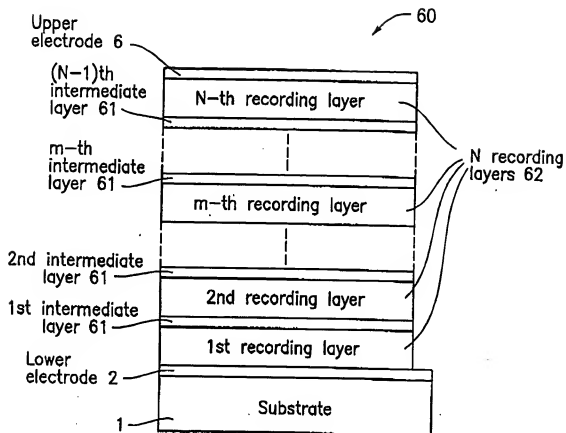 60
Upper
electrode 6
N-th recording layer
(N-1)th
intermediate
layer 61
m-th
intermediate
layer 61
m-th recording layer
N recording
layers 62
2nd intermediate
layer 61
2nd recording layer
1st intermediate
layer 61
1st recording layer
Lower
electrode 2
Substrate
1